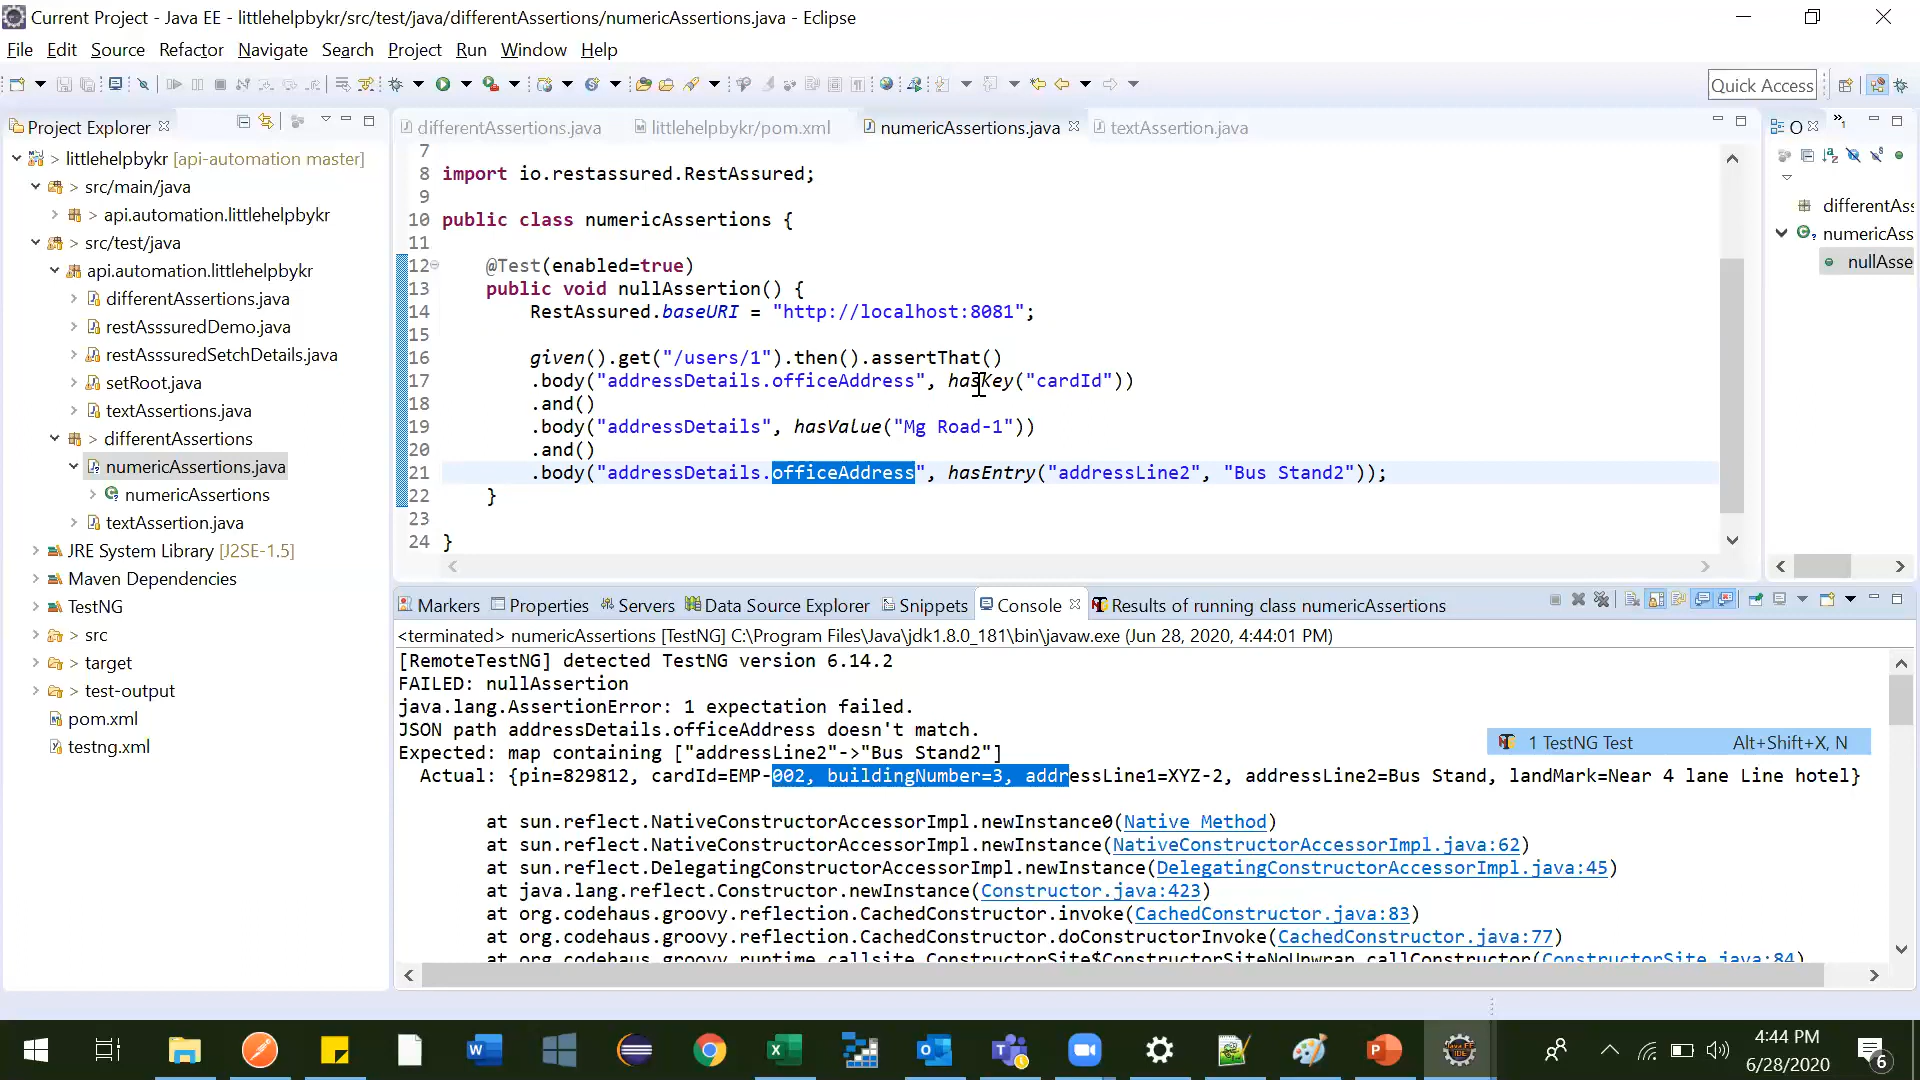 Current Project - Java EE - littlehelpbykr/src/test/java/differentAssertions/numericAssertions.java - Eclipse
File Edit Source Refactor Navigate Search Project Run Window Help
Quick Access
Project Explorer
littlehelpbykr [api-automation master]
src/main/java
api.automation.littlehelpbykr
src/test/java
api.automation.littlehelpbykr
differentAssertions.java
restAsssuredDemo.java
restAsssuredSetchDetails.java
setRoot.java
textAssertions.java
differentAssertions
numericAssertions.java
numericAssertions
textAssertion.java
JRE System Library [J2SE-1.5]
Maven Dependencies
TestNG
src
target
test-output
pom.xml
testng.xml
differentAssertions.java littlehelpbykr/pom.xml numericAssertions.java textAssertion.java
7
8 import io.restassured.RestAssured;
9
10 public class numericAssertions {
11
12 @Test(enabled=true)
13 public void nullAssertion() {
14 RestAssured.baseURI = "http://localhost:8081";
15
16 given().get("/users/1").then().assertThat()
17 .body("addressDetails.officeAddress", hasKey("cardId"))
18 .and()
19 .body("addressDetails", hasValue("Mg Road-1"))
20 .and()
21 .body("addressDetails.officeAddress", hasEntry("addressLine2", "Bus Stand2"));
22 }
23
24 }
O
differentAss
numericAss
nullAsse
Markers Properties Servers Data Source Explorer Snippets Console Results of running class numericAssertions
<terminated> numericAssertions [TestNG] C:\Program Files\Java\jdk1.8.0_181\bin\javaw.exe (Jun 28, 2020, 4:44:01 PM)
[RemoteTestNG] detected TestNG version 6.14.2
FAILED: nullAssertion
java.lang.AssertionError: 1 expectation failed.
JSON path addressDetails.officeAddress doesn't match.
Expected: map containing ["addressLine2"->"Bus Stand2"]
Actual: {pin=829812, cardId=EMP-002, buildingNumber=3, addressLine1=XYZ-2, addressLine2=Bus Stand, landMark=Near 4 lane Line hotel}
1 TestNG Test Alt+Shift+X, N
at sun.reflect.NativeConstructorAccessorImpl.newInstance0(Native Method)
at sun.reflect.NativeConstructorAccessorImpl.newInstance(NativeConstructorAccessorImpl.java:62)
at sun.reflect.DelegatingConstructorAccessorImpl.newInstance(DelegatingConstructorAccessorImpl.java:45)
at java.lang.reflect.Constructor.newInstance(Constructor.java:423)
at org.codehaus.groovy.reflection.CachedConstructor.invoke(CachedConstructor.java:83)
at org.codehaus.groovy.reflection.CachedConstructor.doConstructorInvoke(CachedConstructor.java:77)
at org.codehaus.groovy.runtime.callsite.ConstructorSite$ConstructorSiteNoUnwrap.callConstructor(ConstructorSite.java:84)
4:44 PM
6/28/2020
6